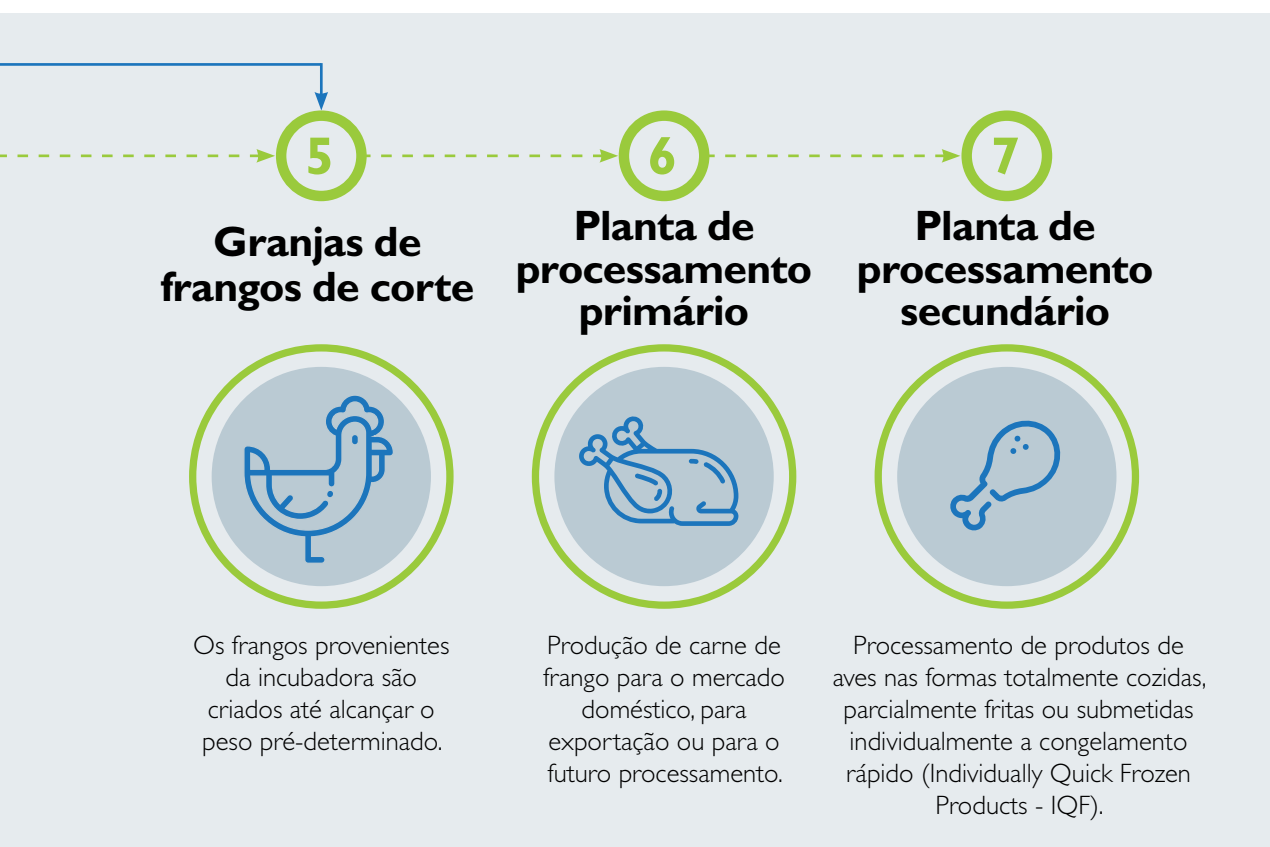 5
Granjas de
frangos de corte
Os frangos provenientes
da incubadora são
criados até alcançar o
peso pré-determinado.
6
Planta de
processamento
primário
Produção de carne de
frango para o mercado
doméstico, para
exportação ou para o
futuro processamento.
7
Planta de
processamento
secundário
Processamento de produtos de
aves nas formas totalmente cozidas,
parcialmente fritas ou submetidas
individualmente a congelamento
rápido (Individually Quick Frozen
Products - IQF).